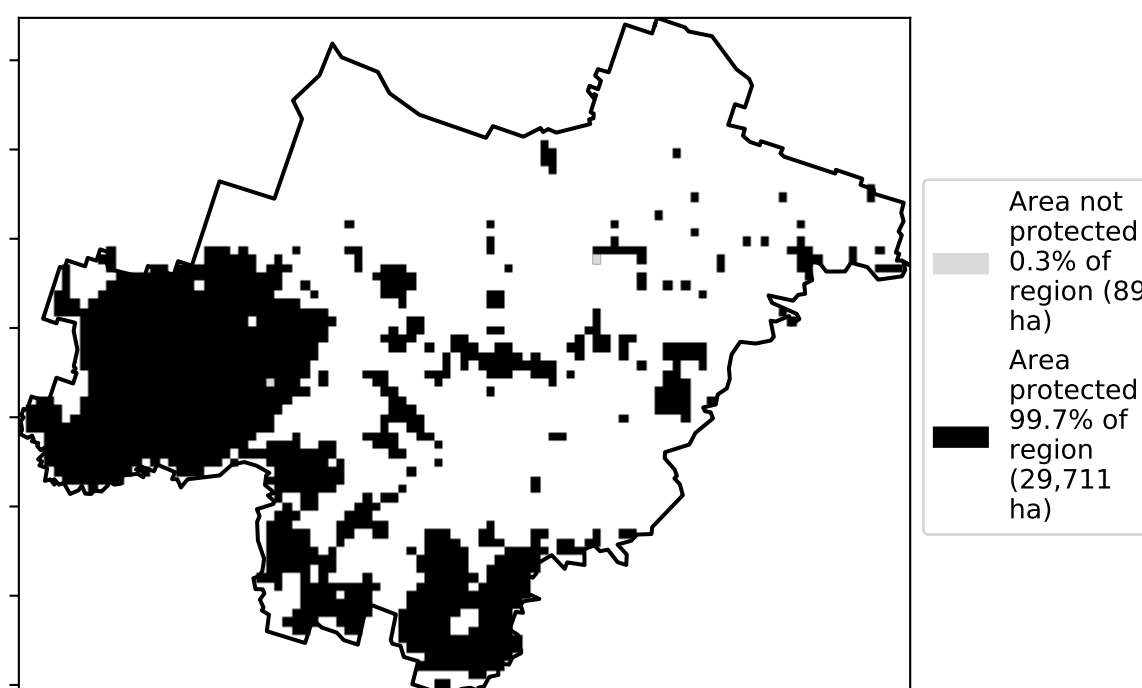 Area not
protected
0.3% of
region (89
ha)
Area
protected
99.7% of
region
(29,711
ha)